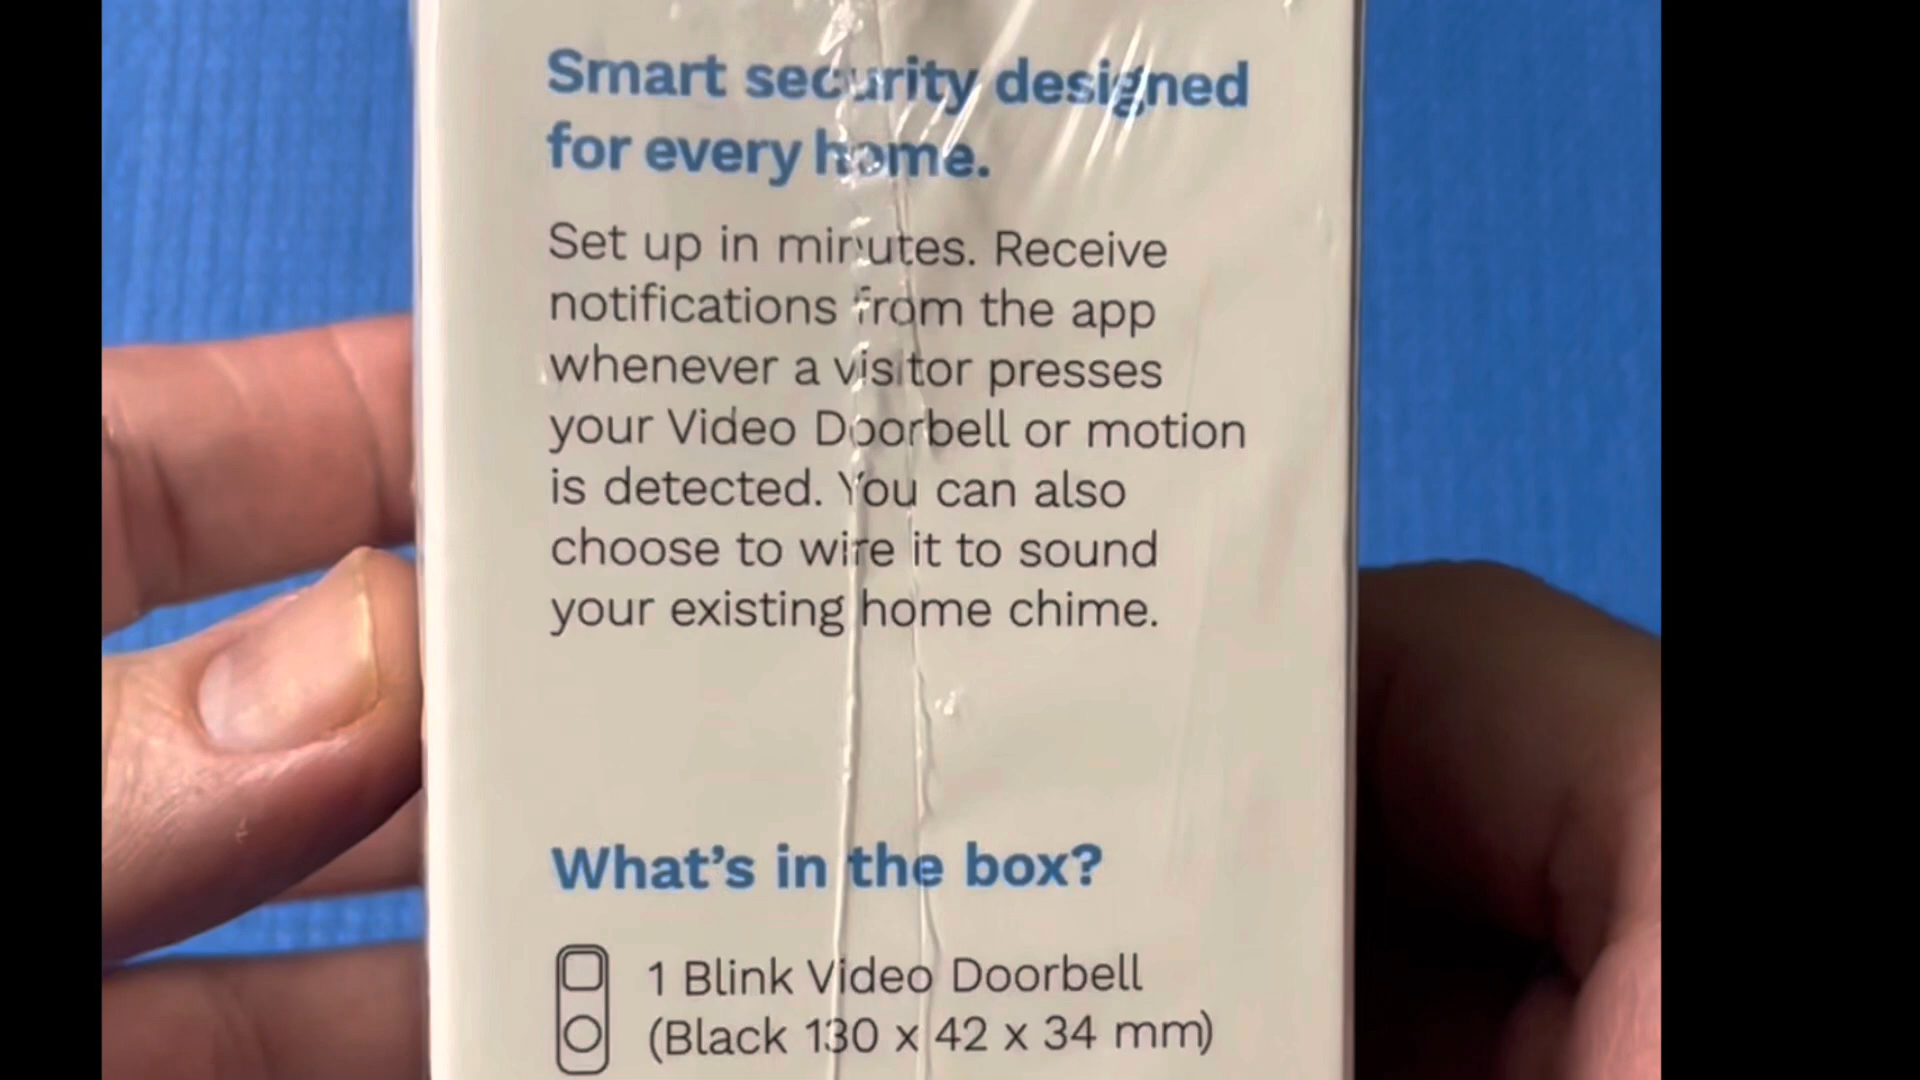 Smart security designed
for every home.
Set up in minutes. Receive
notifications from the app
whenever a visitor presses
your Video Doorbell or motion
is detected. You can also
choose to wire it to sound
your existing home chime.
What's in the box?
1 Blink Video Doorbell
(Black 130 x 42 x 34 mm)